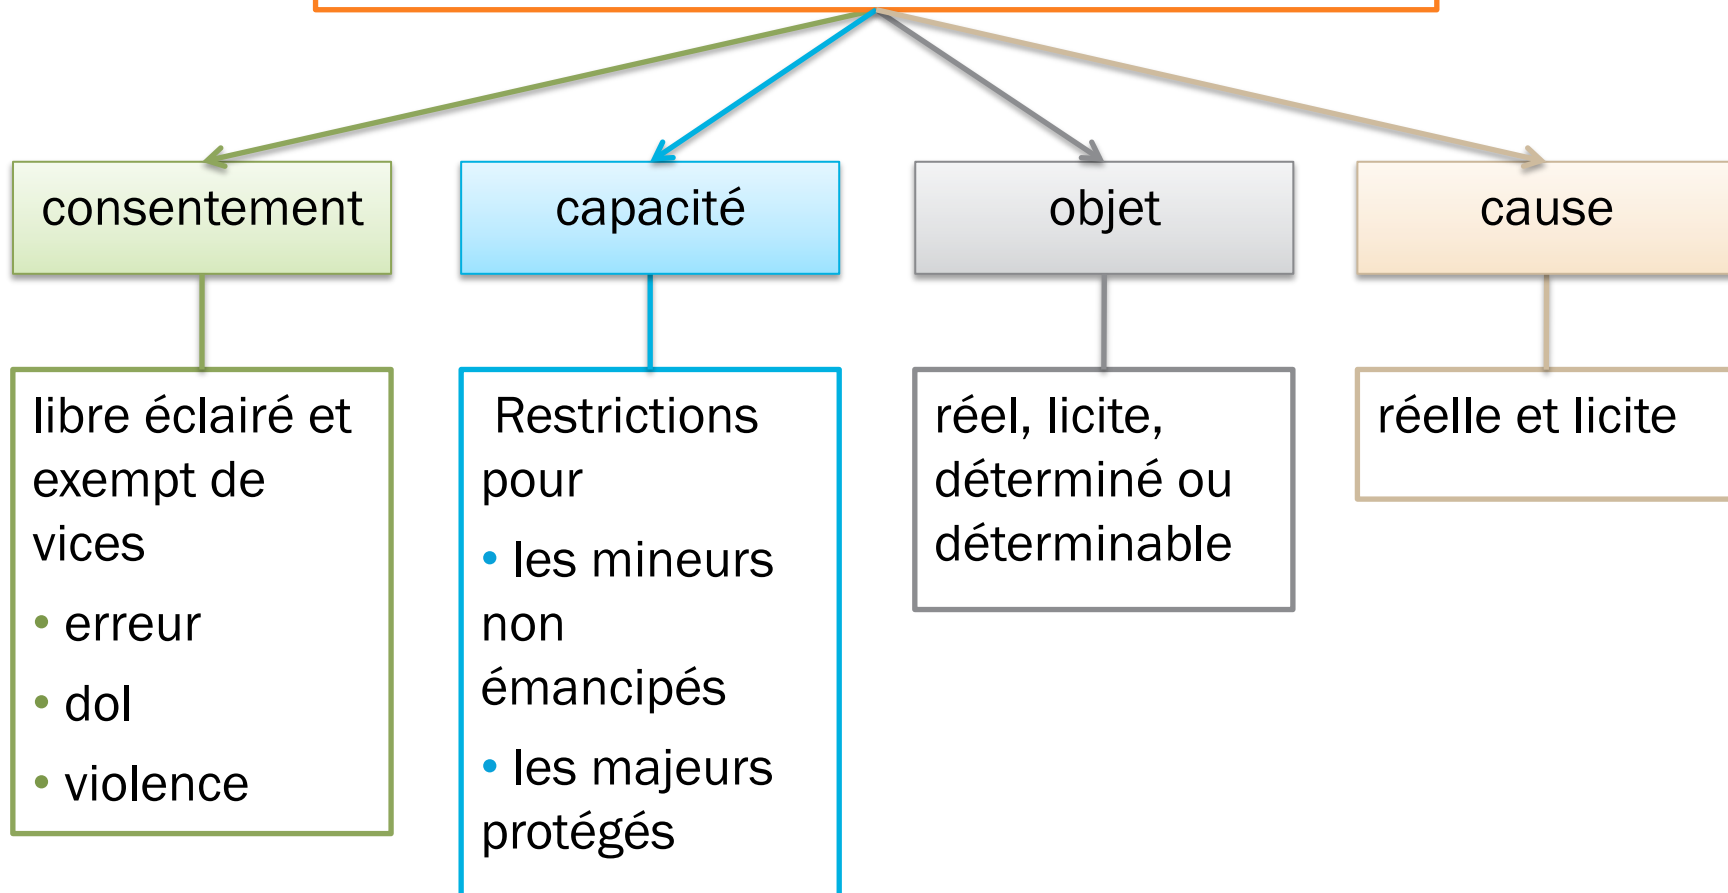 consentement
capacité
objet
cause
libre éclairé et
exempt de
vices
• erreur
• dol
• violence
Restrictions
pour
• les mineurs
non
émancipés
• les majeurs
protégés
réel, licite,
déterminé ou
déterminable
réelle et licite